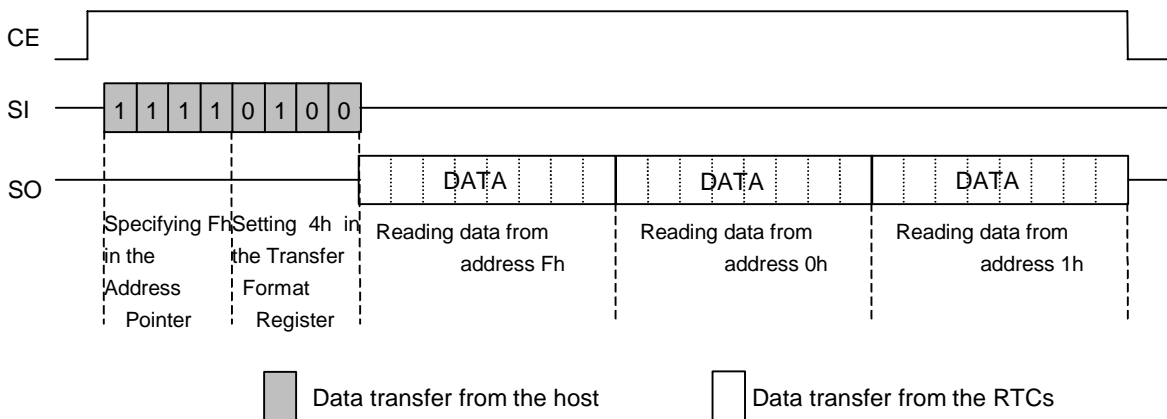 CE
SI
1 1 1 1 0 1 0 0
SO
DATA DATA DATA
Specifying Fh
in the
Address
Pointer
Setting 4h in
the Transfer
Format
Register
Reading data from
address Fh
Reading data from
address 0h
Reading data from
address 1h
Data transfer from the host
Data transfer from the RTCs